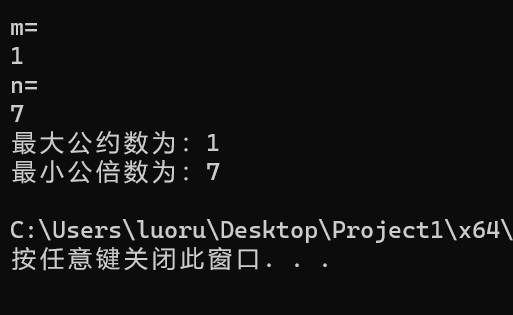 m=
1
n=
7
最大公约数为: 1
最小公倍数为: 7
C:\Users\luoru\Desktop\Project1\x64\
按任意键关闭此窗口. . .